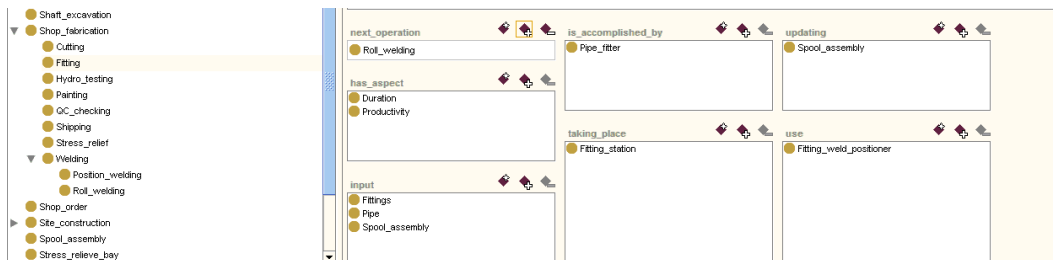 Shaft_excavation
Shop_fabrication
Cutting
Fitting
Hydro_testing
Painting
QC_checking
Shipping
Stress_relief
Welding
Position_welding
Roll_welding
Shop_order
Site_construction
Spool_assembly
Stress_relieve_bay
next_operation
Roll_welding
has_aspect
Duration
Productivity
input
Fittings
Pipe
Spool_assembly
is_accomplished_by
Pipe_fitter
taking_place
Fitting_station
updating
Spool_assembly
use
Fitting_weld_positioner